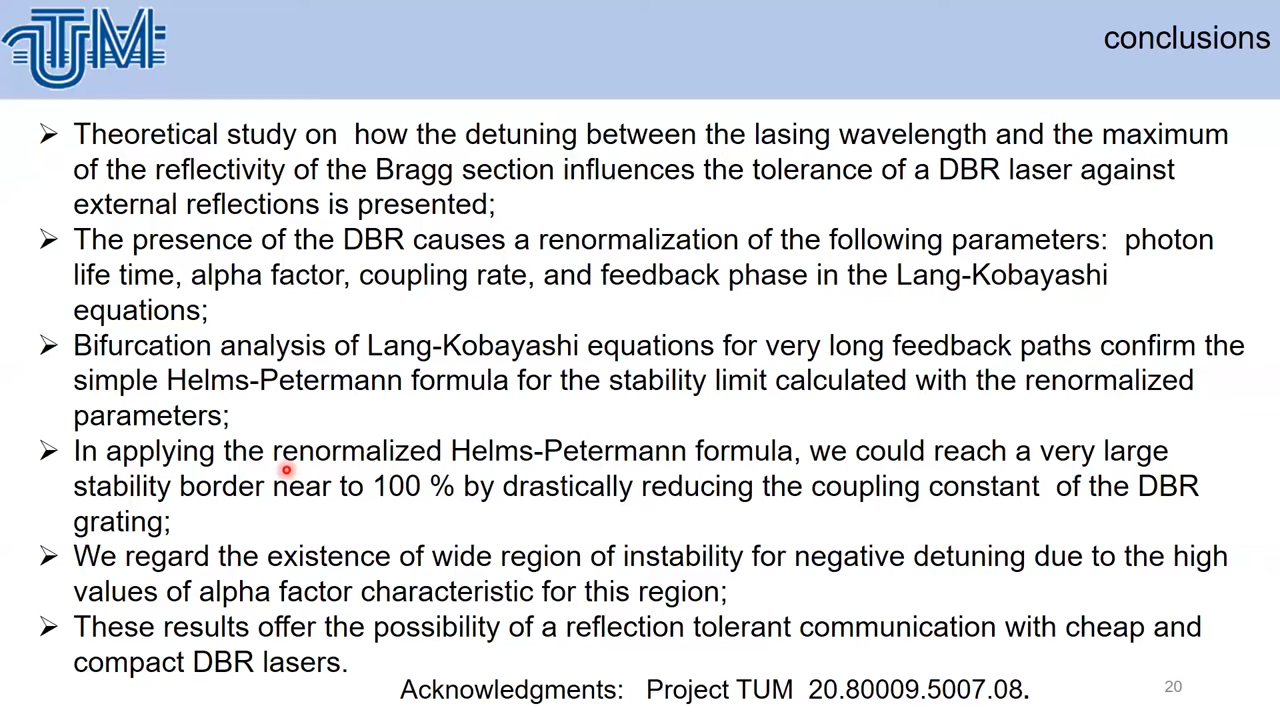 TUM
conclusions
➢ Theoretical study on how the detuning between the lasing wavelength and the maximum
of the reflectivity of the Bragg section influences the tolerance of a DBR laser against
external reflections is presented;
➢ The presence of the DBR causes a renormalization of the following parameters: photon
life time, alpha factor, coupling rate, and feedback phase in the Lang-Kobayashi
equations;
➢ Bifurcation analysis of Lang-Kobayashi equations for very long feedback paths confirm the
simple Helms-Petermann formula for the stability limit calculated with the renormalized
parameters;
➢ In applying the renormalized Helms-Petermann formula, we could reach a very large
stability border near to 100 % by drastically reducing the coupling constant of the DBR
grating;
➢ We regard the existence of wide region of instability for negative detuning due to the high
values of alpha factor characteristic for this region;
➢ These results offer the possibility of a reflection tolerant communication with cheap and
compact DBR lasers.
Acknowledgments: Project TUM 20.80009.5007.08.
20